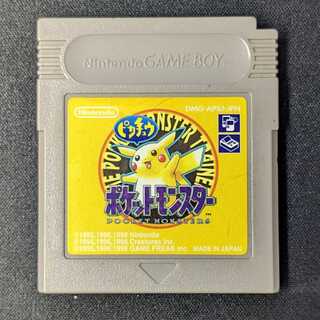 Nintendo GAME BOY
Nintendo
DMG-APSJ-JPN
ピカチュウ
POCKET MONSTER TRAINER
ポケットモンスター
POCKET MONSTERS
©1995,1996,1998 Nintendo
©1995,1996,1998 Creatures inc.
©1995,1996,1998 GAME FREAK inc. MADE IN JAPAN